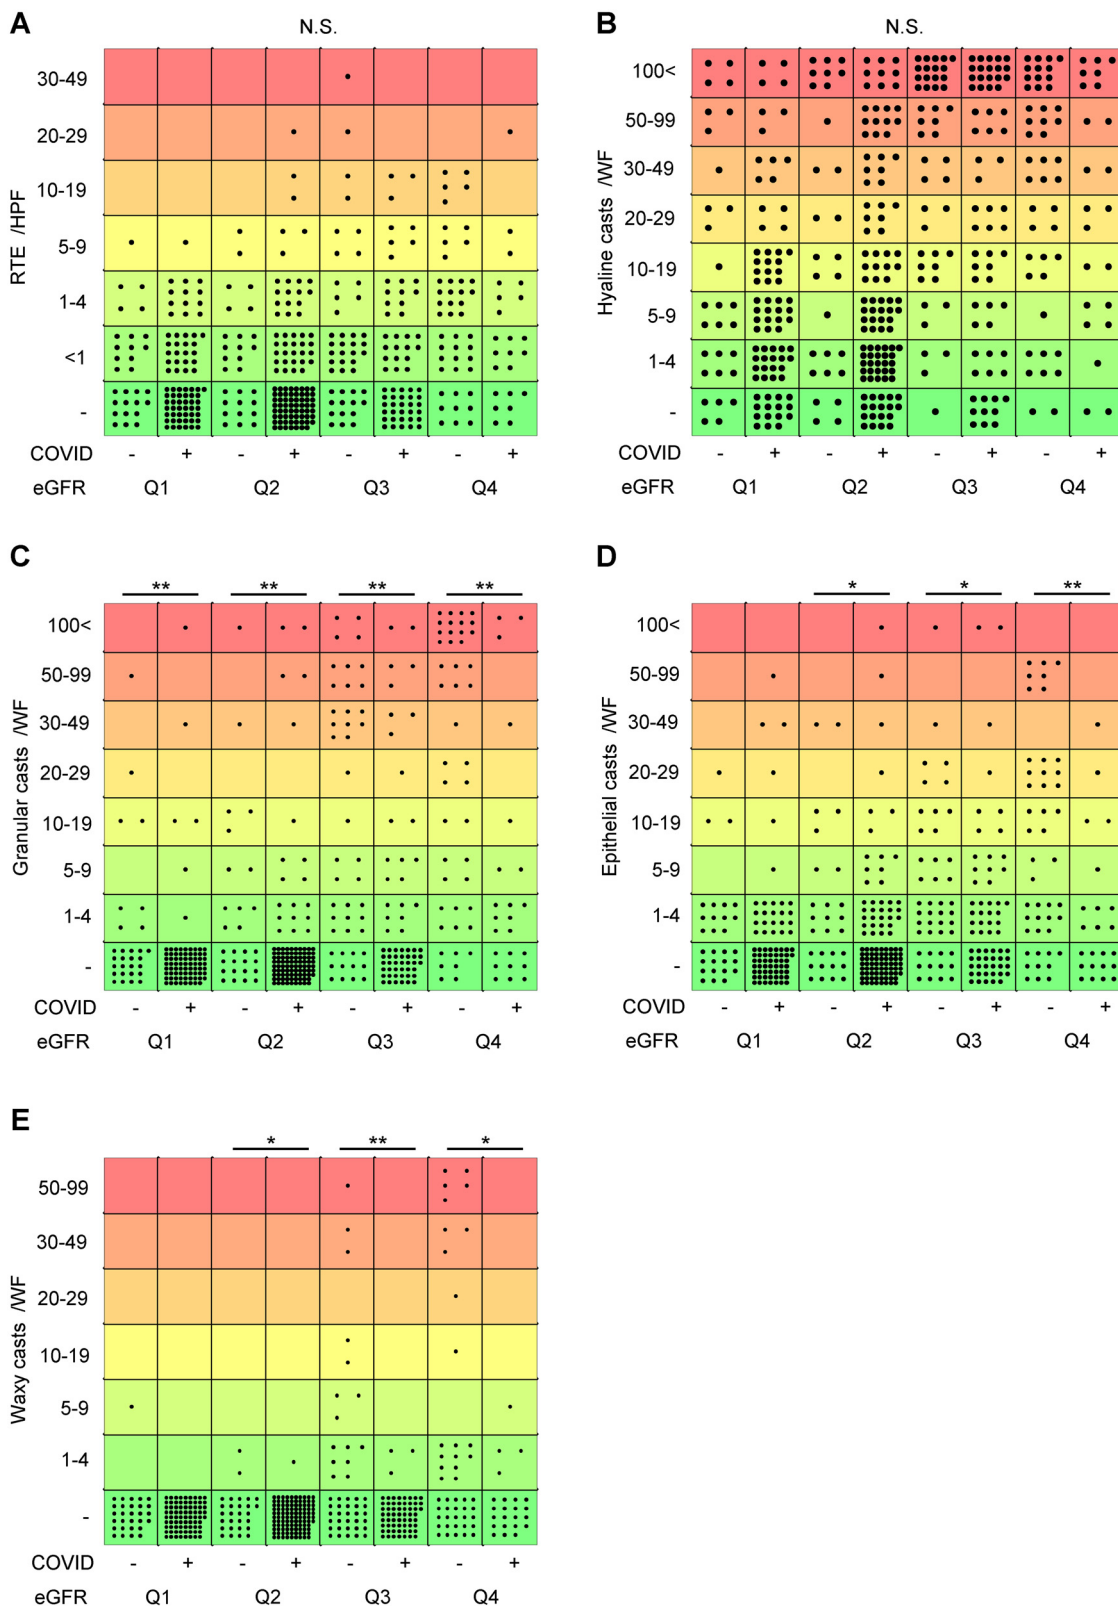 A
N.S.
RTE /HPF
30-49
20-29
10-19
5-9
1-4
<1
-
COVID - + - + - + - +
eGFR Q1 Q2 Q3 Q4
B
N.S.
Hyaline casts /WF
100<
50-99
30-49
20-29
10-19
5-9
1-4
-
COVID - + - + - + - +
eGFR Q1 Q2 Q3 Q4
C
** ** ** **
Granular casts /WF
100<
50-99
30-49
20-29
10-19
5-9
1-4
-
COVID - + - + - + - +
eGFR Q1 Q2 Q3 Q4
D
* * **
Epithelial casts /WF
100<
50-99
30-49
20-29
10-19
5-9
1-4
-
COVID - + - + - + - +
eGFR Q1 Q2 Q3 Q4
E
* ** *
Waxy casts /WF
50-99
30-49
20-29
10-19
5-9
1-4
-
COVID - + - + - + - +
eGFR Q1 Q2 Q3 Q4